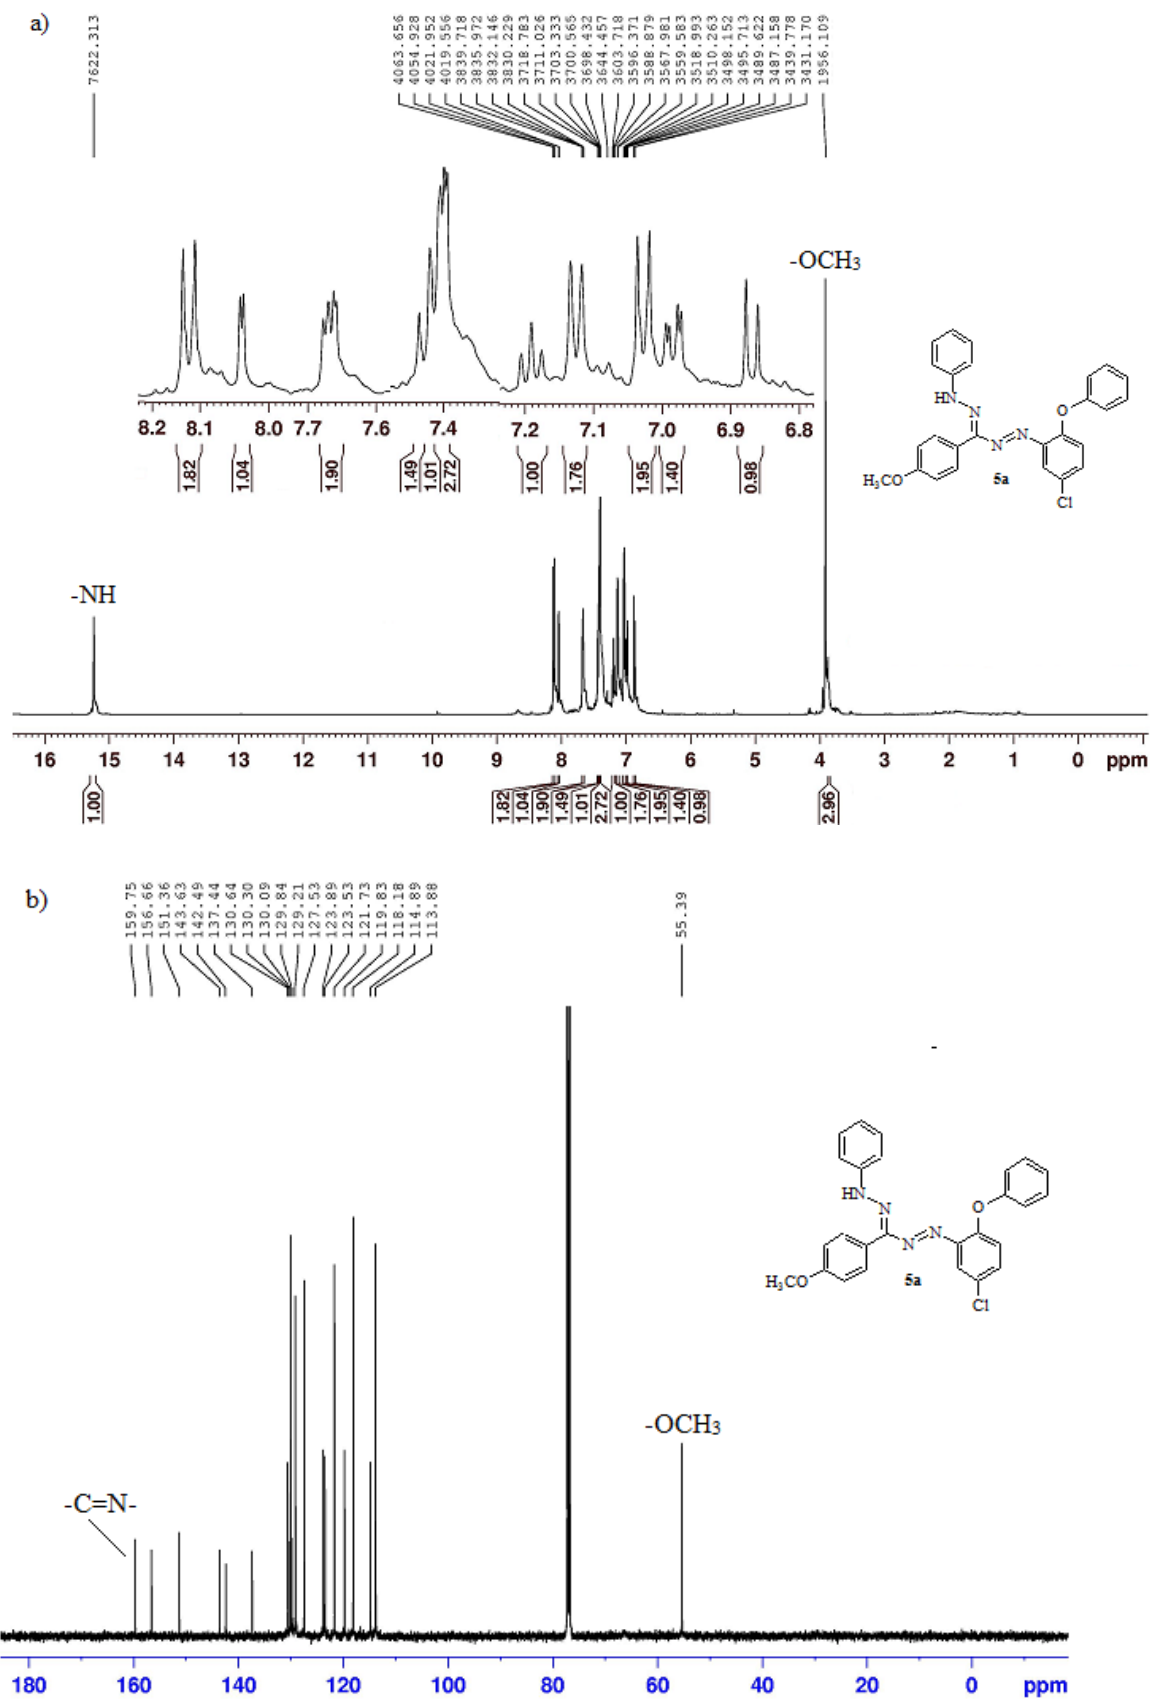 a)
7622.313
4063.656
4054.928
4021.952
4019.556
3839.718
3835.972
3832.146
3830.229
3718.783
3711.026
3703.333
3700.565
3698.432
3644.457
3603.718
3596.371
3588.879
3567.981
3559.583
3518.993
3510.263
3498.152
3495.713
3489.622
3487.158
3439.778
3431.170
1956.109
-OCH3
8.2 8.1 8.0 7.7 7.6 7.4 7.2 7.1 7.0 6.9 6.8
1.82 1.04 1.90 1.49 1.01 2.72 1.00 1.76 1.95 1.40 0.98
HN
N
O
N=N
H3CO
5a
Cl
-NH
16 15 14 13 12 11 10 9 8 7 6 5 4 3 2 1 0 ppm
1.00 1.82 1.04 1.90 1.49 1.01 2.72 1.00 1.76 1.95 1.40 0.98 2.96
b)
159.75
156.66
151.36
143.63
142.49
137.44
130.64
130.30
130.09
129.84
129.21
127.53
123.89
123.53
121.73
119.83
118.18
114.89
113.88
55.39
HN
N
O
N=N
H3CO
5a
Cl
-OCH3
-C=N-
180 160 140 120 100 80 60 40 20 0 ppm